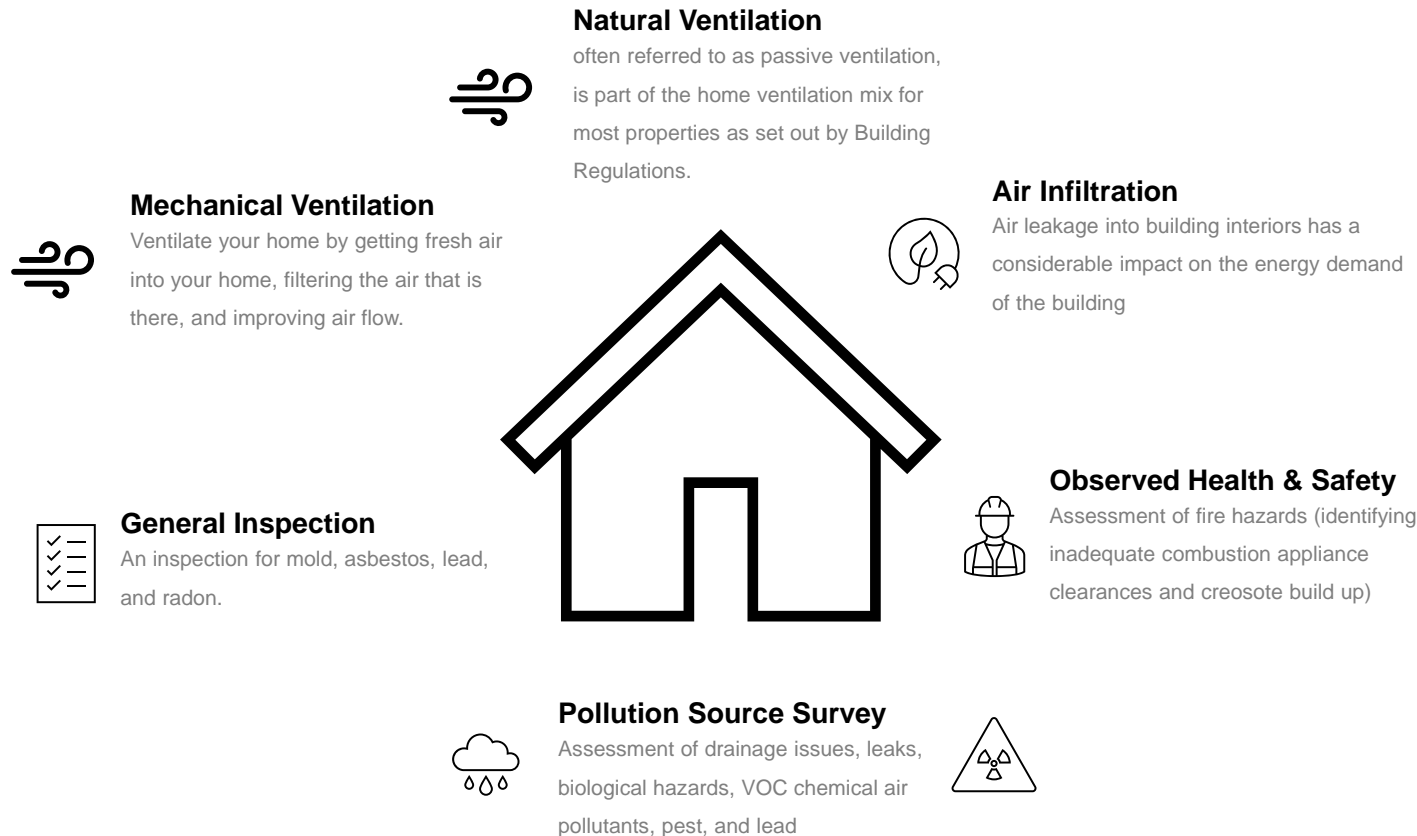 Natural Ventilation
often referred to as passive ventilation,
is part of the home ventilation mix for
most properties as set out by Building
Regulations.
Mechanical Ventilation
Ventilate your home by getting fresh air
into your home, filtering the air that is
there, and improving air flow.
Air Infiltration
Air leakage into building interiors has a
considerable impact on the energy demand
of the building
General Inspection
An inspection for mold, asbestos, lead,
and radon.
Observed Health & Safety
Assessment of fire hazards (identifying
inadequate combustion appliance
clearances and creosote build up)
Pollution Source Survey
Assessment of drainage issues, leaks,
biological hazards, VOC chemical air
pollutants, pest, and lead